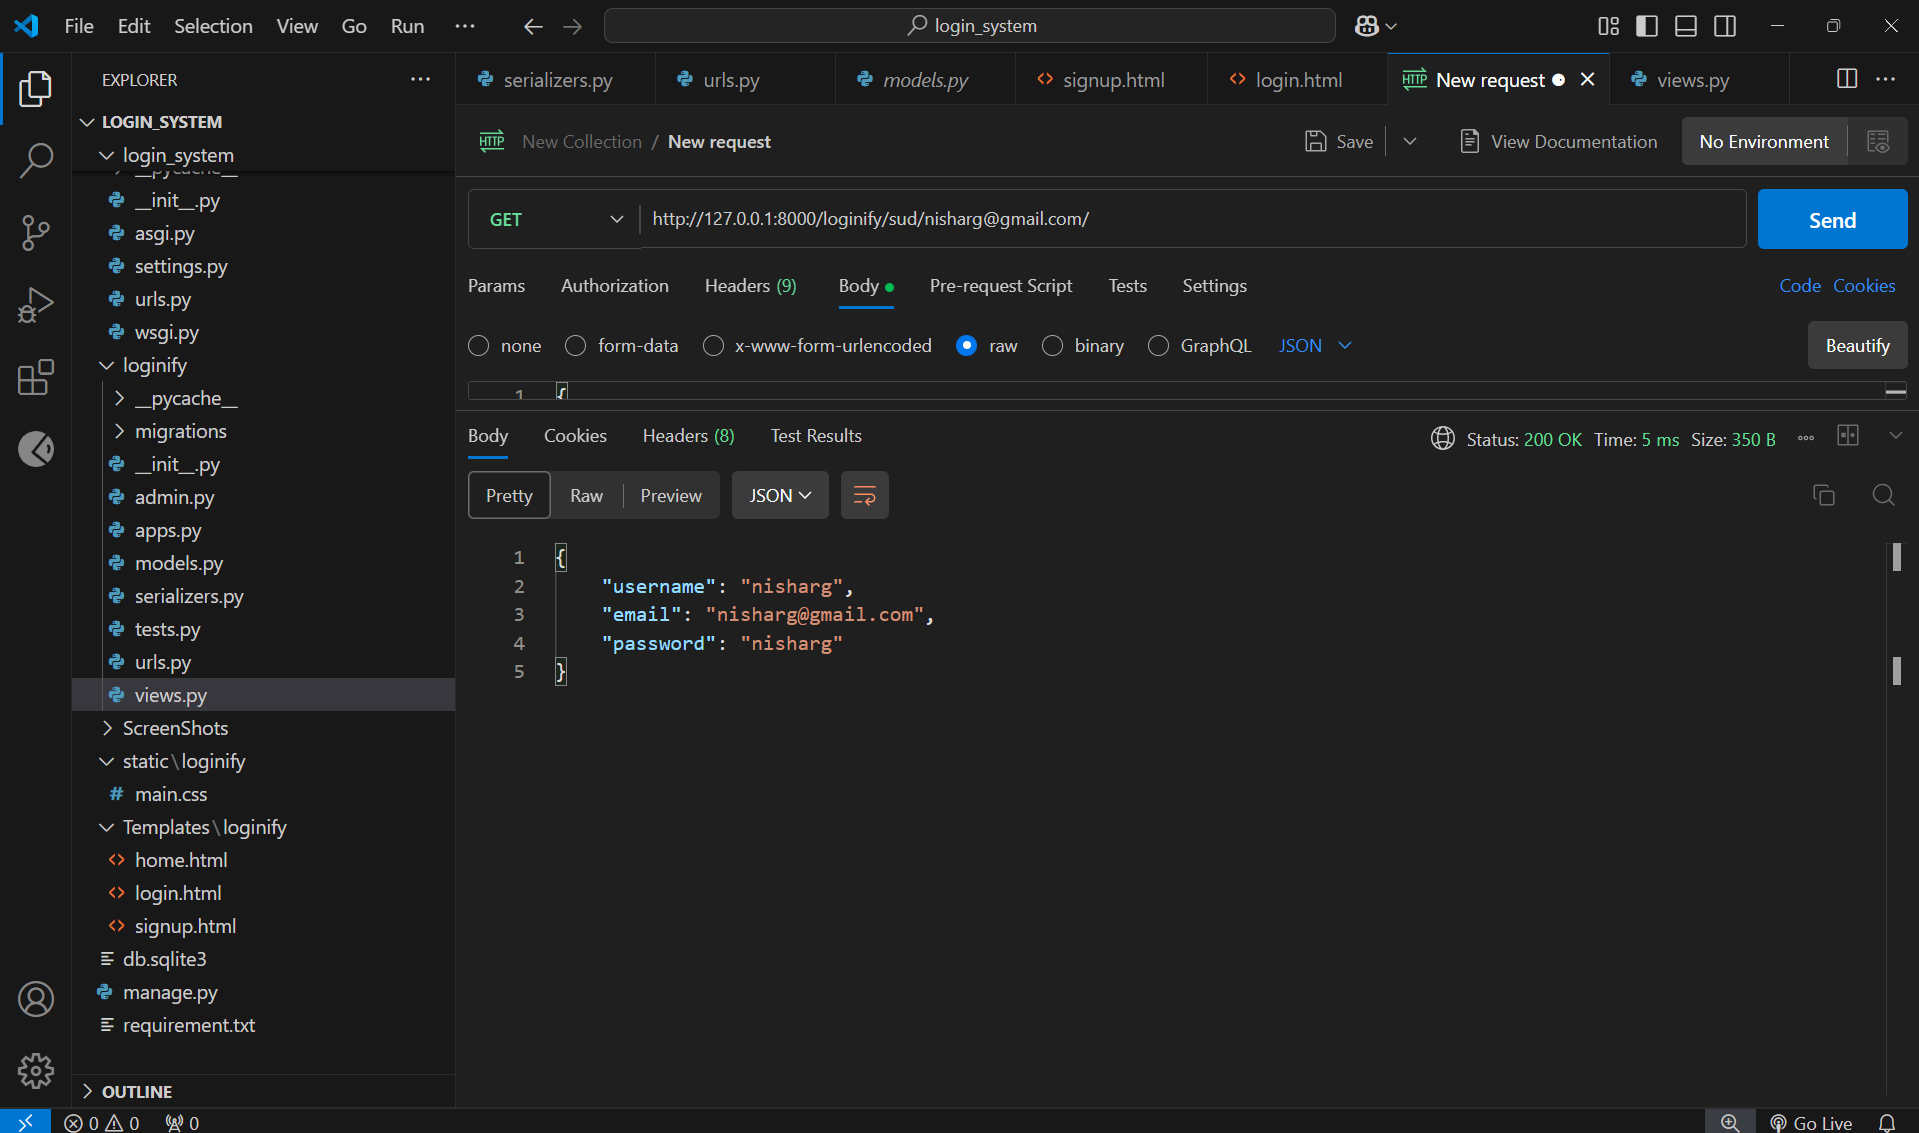 File Edit Selection View Go Run
login_system
EXPLORER
LOGIN_SYSTEM
login_system
__pycache__
__init__.py
asgi.py
settings.py
urls.py
wsgi.py
loginify
__pycache__
migrations
__init__.py
admin.py
apps.py
models.py
serializers.py
tests.py
urls.py
views.py
ScreenShots
static\loginify
# main.css
Templates\loginify
<> home.html
<> login.html
<> signup.html
db.sqlite3
manage.py
requirement.txt
OUTLINE
serializers.py urls.py models.py <> signup.html <> login.html HTTP New request views.py
HTTP New Collection / New request Save View Documentation No Environment
GET http://127.0.0.1:8000/loginify/sud/nisharg@gmail.com/ Send
Params Authorization Headers (9) Body Pre-request Script Tests Settings Code Cookies
none form-data x-www-form-urlencoded raw binary GraphQL JSON Beautify
1 {
Body Cookies Headers (8) Test Results Status: 200 OK Time: 5 ms Size: 350 B
Pretty Raw Preview JSON
1 {
2 "username": "nisharg",
3 "email": "nisharg@gmail.com",
4 "password": "nisharg"
5 }
0 0 0 Go Live